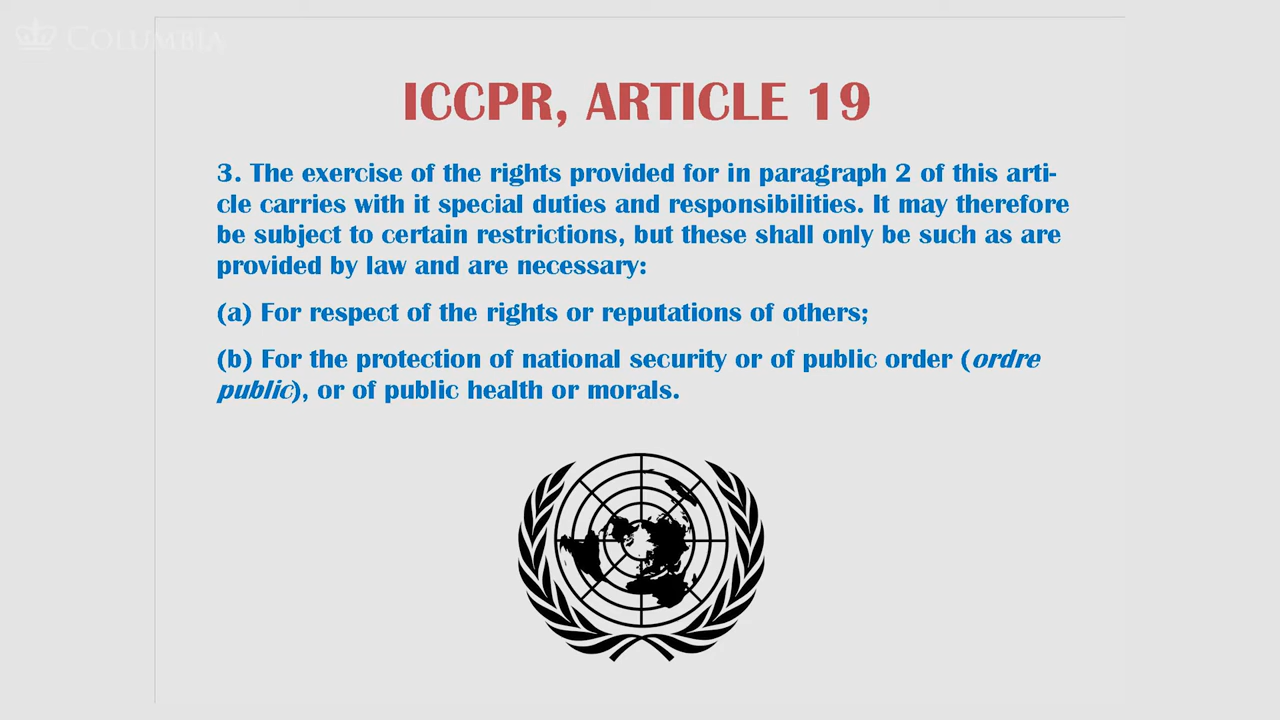 COLUMBIA
ICCPR, ARTICLE 19
3. The exercise of the rights provided for in paragraph 2 of this arti-
cle carries with it special duties and responsibilities. It may therefore
be subject to certain restrictions, but these shall only be such as are
provided by law and are necessary:
(a) For respect of the rights or reputations of others;
(b) For the protection of national security or of public order (ordre
public), or of public health or morals.